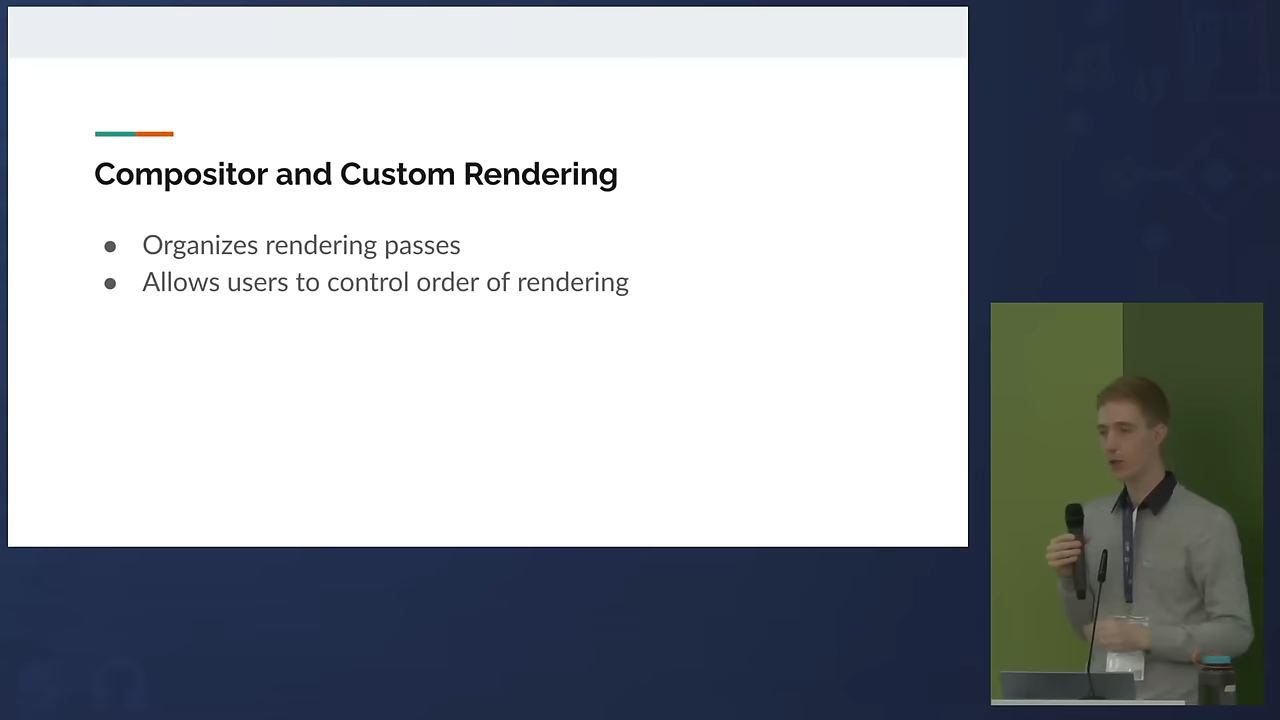 Compositor and Custom Rendering
● Organizes rendering passes
● Allows users to control order of rendering